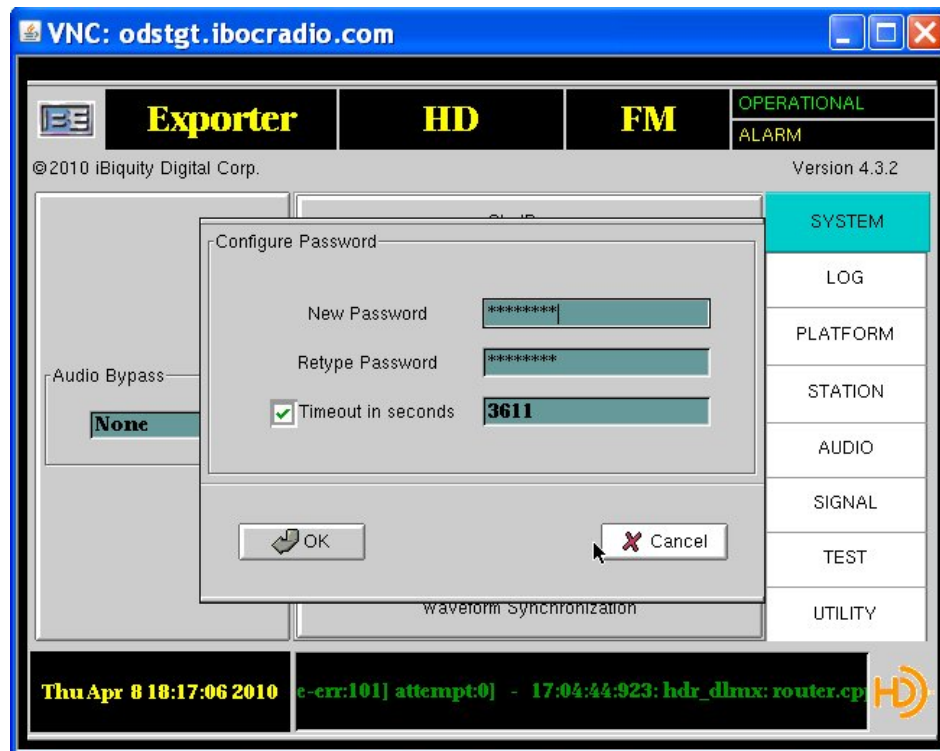 VNC: odstgt.ibocradio.com
Exporter HD FM
OPERATIONAL
ALARM
©2010 iBiquity Digital Corp.
Version 4.3.2
SYSTEM
LOG
PLATFORM
STATION
AUDIO
SIGNAL
TEST
UTILITY
Audio Bypass
None
Configure Password
New Password ********
Retype Password ********
Timeout in seconds 3611
OK
Cancel
Waveform Synchronization
Thu Apr 8 18:17:06 2010
e-err:101] attempt:0] - 17:04:44:923: hdr_dlmx: router.cp
HD